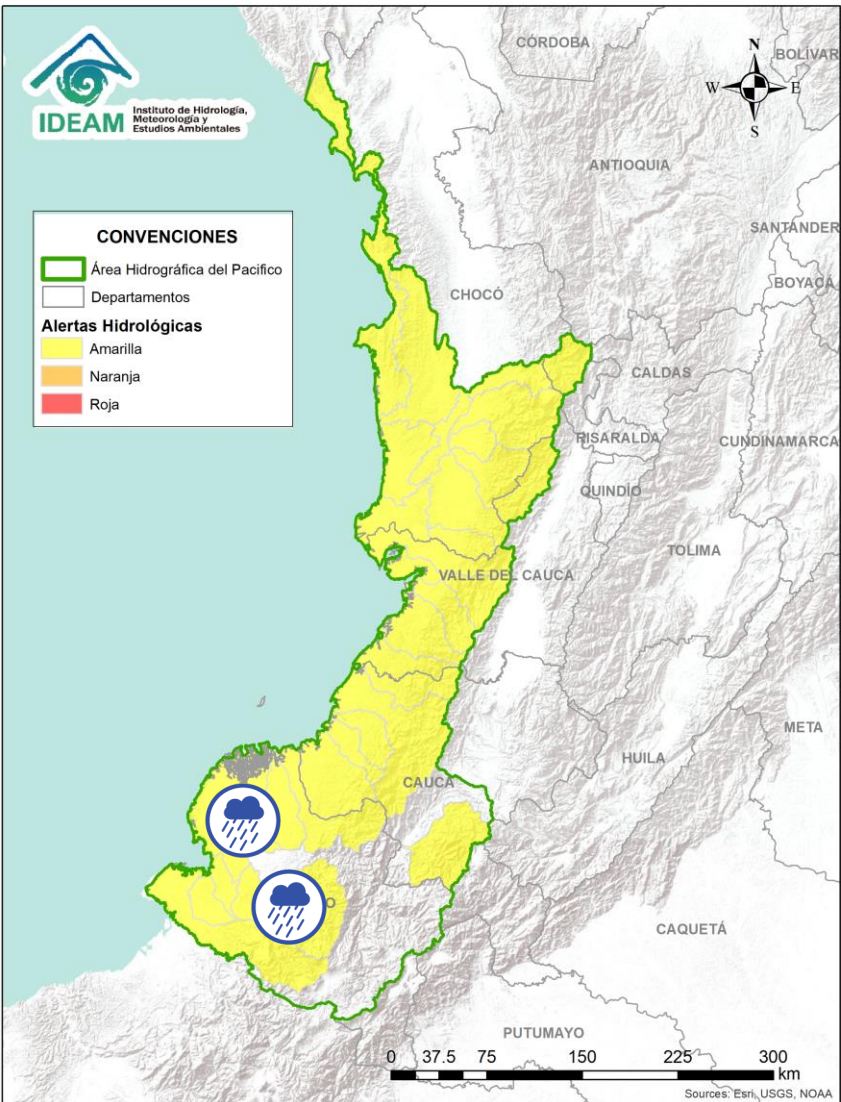 IDEAM
Instituto de Hidrología,
Meteorología y
Estudios Ambientales
N
W
E
S
CÓRDOBA
BOLIVAR
ANTIOQUIA
SANTANDER
BOYACÁ
CONVENCIONES
Área Hidrográfica del Pacifico
Departamentos
Alertas Hidrológicas
Amarilla
Naranja
Roja
CHOCÓ
CALDAS
RISARALDA
CUNDINAMARCA
QUINDÍO
TOLIMA
VALLE DEL CAUCA
META
HUILA
CAUCA
O
CAQUETÁ
PUTUMAYO
0 37.5 75 150 225 300
km
Sources: Esri, USGS, NOAA